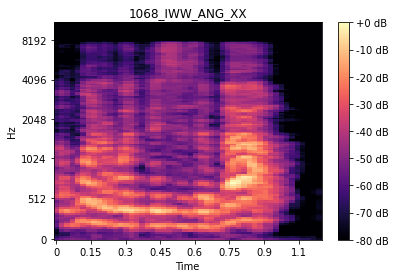 1068_IWW_ANG_XX
+0 dB
8192
-10 dB
4096
-20 dB
-30 dB
2048
Hz
-40 dB
1024
-50 dB
512
-60 dB
-70 dB
0
-80 dB
0 0.15 0.3 0.45 0.6 0.75 0.9 1.1
Time